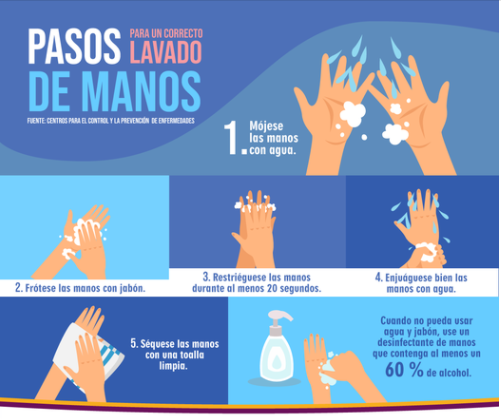 PASOS PARA UN CORRECTO
LAVADO
DE MANOS
FUENTE: CENTROS PARA EL CONTROL Y LA PREVENCIÓN DE ENFERMEDADES
1. Mójese
las manos
con agua.
2. Frótese las manos con jabón.
3. Restriéguese las manos
durante al menos 20 segundos.
4. Enjuáguese bien las
manos con agua.
5. Séquese las manos
con una toalla
limpia.
Cuando no pueda usar
agua y jabón, use un
desinfectante de manos
que contenga al menos un
60 % de alcohol.